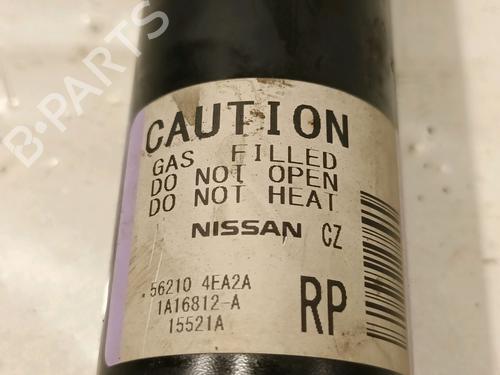 B-PARTS
CAUTION
GAS FILLED
DO NOT OPEN
DO NOT HEAT
NISSAN CZ
56210 4EA2A
1A16812-A
15521A
RP